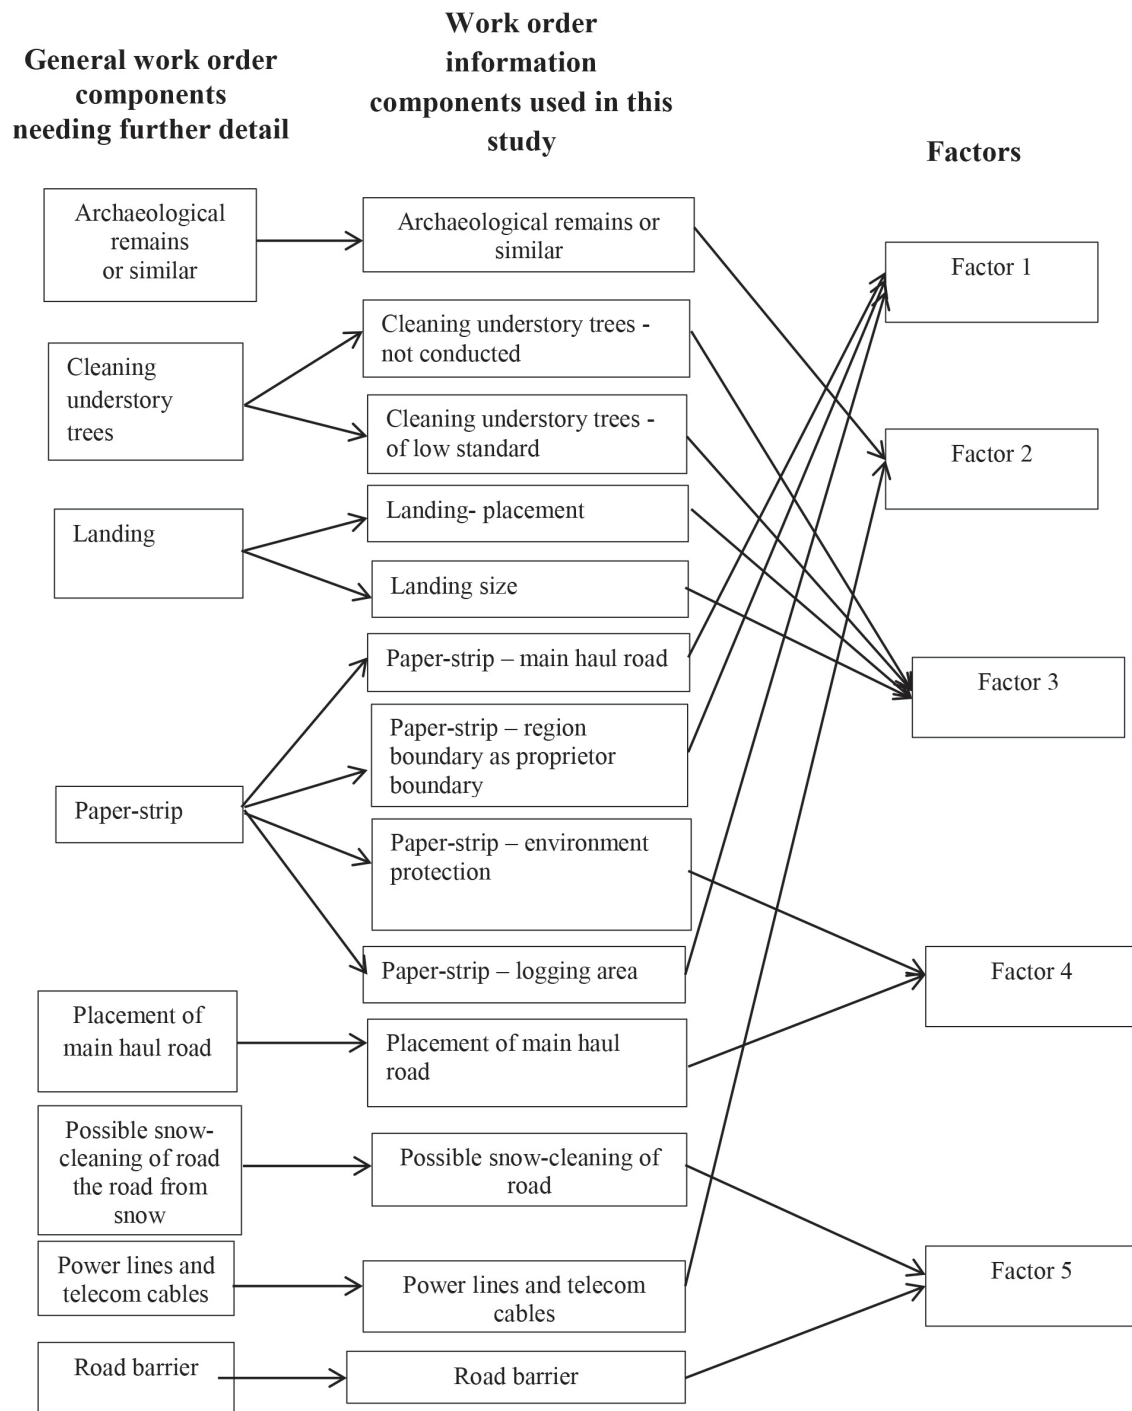 General work order
components
needing further detail
Work order
information
components used in this
study
Factors
Archaeological
remains
or similar
Cleaning
understory
trees
Landing
Paper-strip
Placement of
main haul road
Possible snow-
cleaning of road
the road from
snow
Power lines and
telecom cables
Road barrier
Archaeological remains or
similar
Cleaning understory trees -
not conducted
Cleaning understory trees -
of low standard
Landing- placement
Landing size
Paper-strip – main haul road
Paper-strip – region
boundary as proprietor
boundary
Paper-strip – environment
protection
Paper-strip – logging area
Placement of main haul
road
Possible snow-cleaning of
road
Power lines and telecom
cables
Road barrier
Factor 1
Factor 2
Factor 3
Factor 4
Factor 5